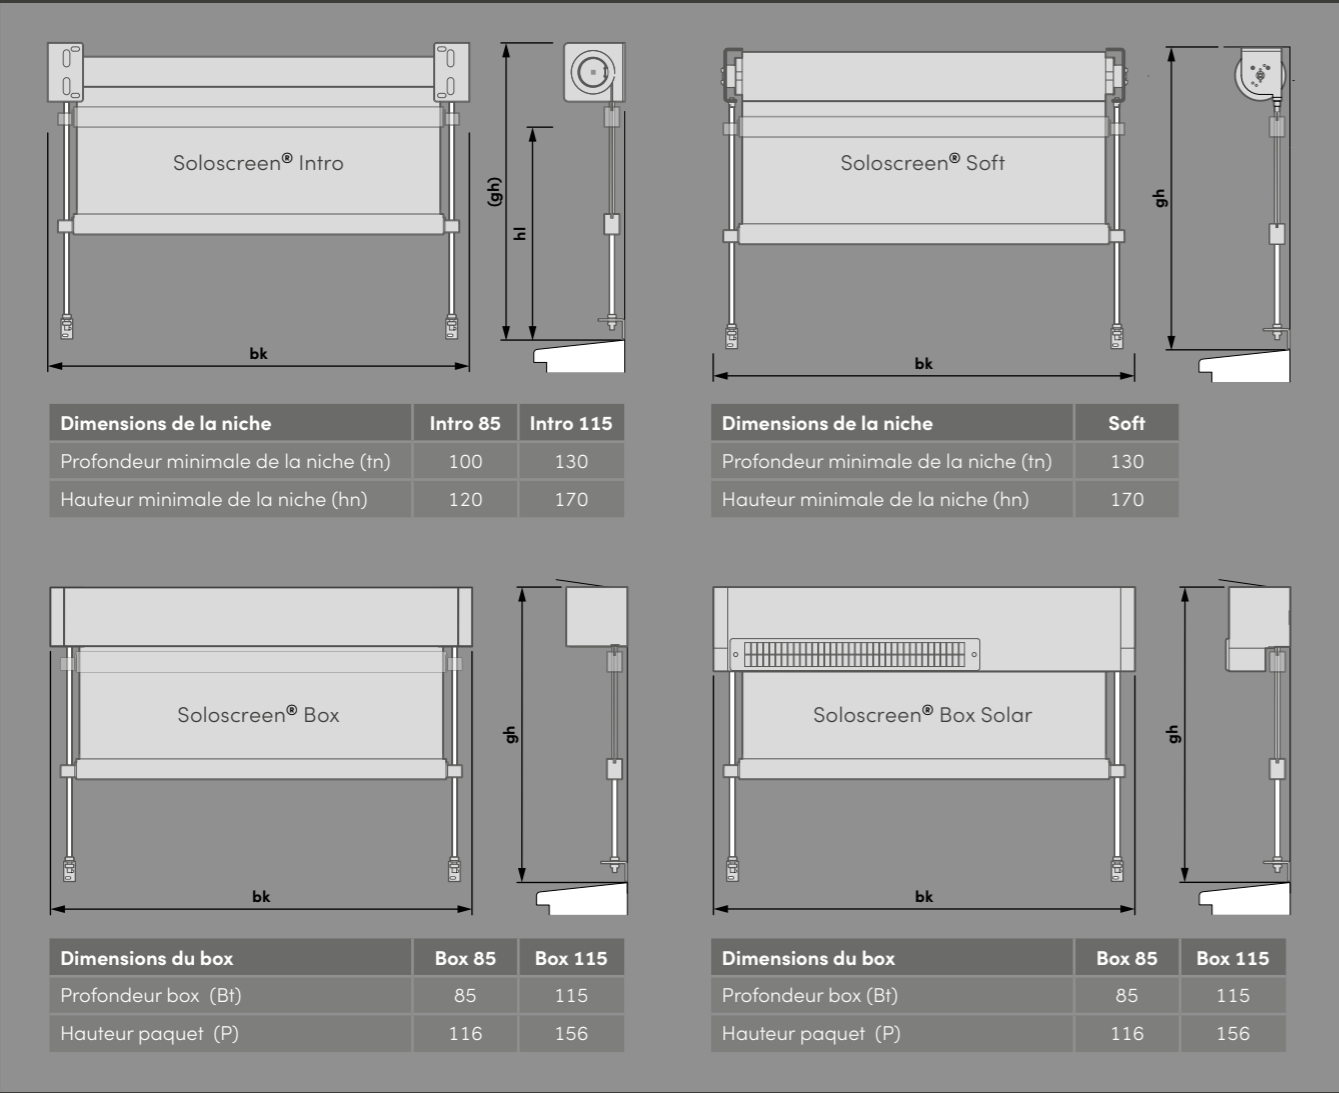 Soloscreen® Intro
(gh)
hl
bk
Dimensions de la niche Intro 85 Intro 115
Profondeur minimale de la niche (tn) 100 130
Hauteur minimale de la niche (hn) 120 170
Soloscreen® Soft
gh
bk
Dimensions de la niche Soft
Profondeur minimale de la niche (tn) 130
Hauteur minimale de la niche (hn) 170
Soloscreen® Box
gh
bk
Dimensions du box Box 85 Box 115
Profondeur box (Bt) 85 115
Hauteur paquet (P) 116 156
Soloscreen® Box Solar
gh
bk
Dimensions du box Box 85 Box 115
Profondeur box (Bt) 85 115
Hauteur paquet (P) 116 156